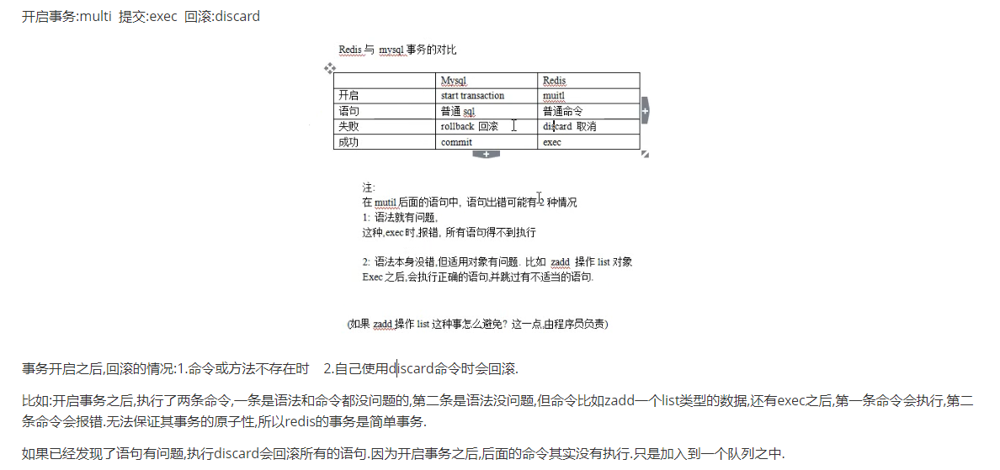 开启事务:multi 提交:exec 回滚:discard
Redis 与 mysql 事务的对比
Mysql Redis
开启 start transaction muitl
语句 普通 sql 普通命令
失败 rollback 回滚 discard 取消
成功 commit exec
注:
在 mutil 后面的语句中, 语句出错可能有 2 种情况
1: 语法就有问题,
这种,exec 时,报错, 所有语句得不到执行
2: 语法本身没错,但适用对象有问题. 比如 zadd 操作 list 对象
Exec 之后,会执行正确的语句,并跳过有不适当的语句.
(如果 zadd 操作 list 这种事怎么避免? 这一点,由程序员负责)
事务开启之后,回滚的情况:1.命令或方法不存在时 2.自己使用discard命令时会回滚.
比如:开启事务之后,执行了两条命令,一条是语法和命令都没问题的,第二条是语法没问题,但命令比如zadd一个list类型的数据,还有exec之后,第一条命令会执行,第二
条命令会报错.无法保证其事务的原子性,所以redis的事务是简单事务.
如果已经发现了语句有问题,执行discard会回滚所有的语句.因为开启事务之后,后面的命令其实没有执行.只是加入到一个队列之中.